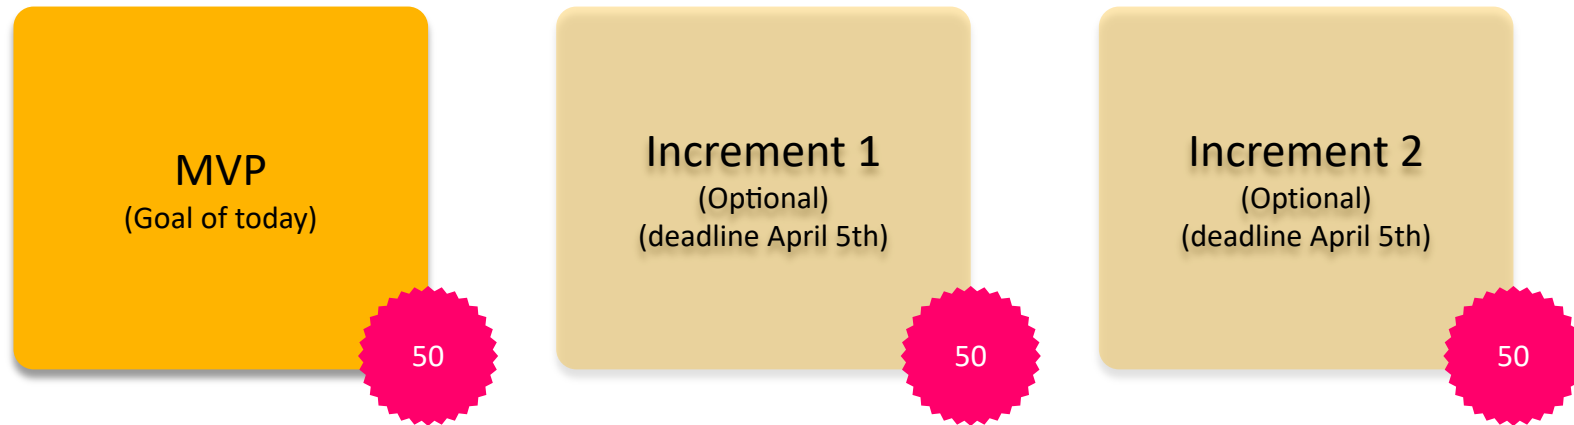 MVP
(Goal of today)
50
Increment 1
(Optional)
(deadline April 5th)
50
Increment 2
(Optional)
(deadline April 5th)
50